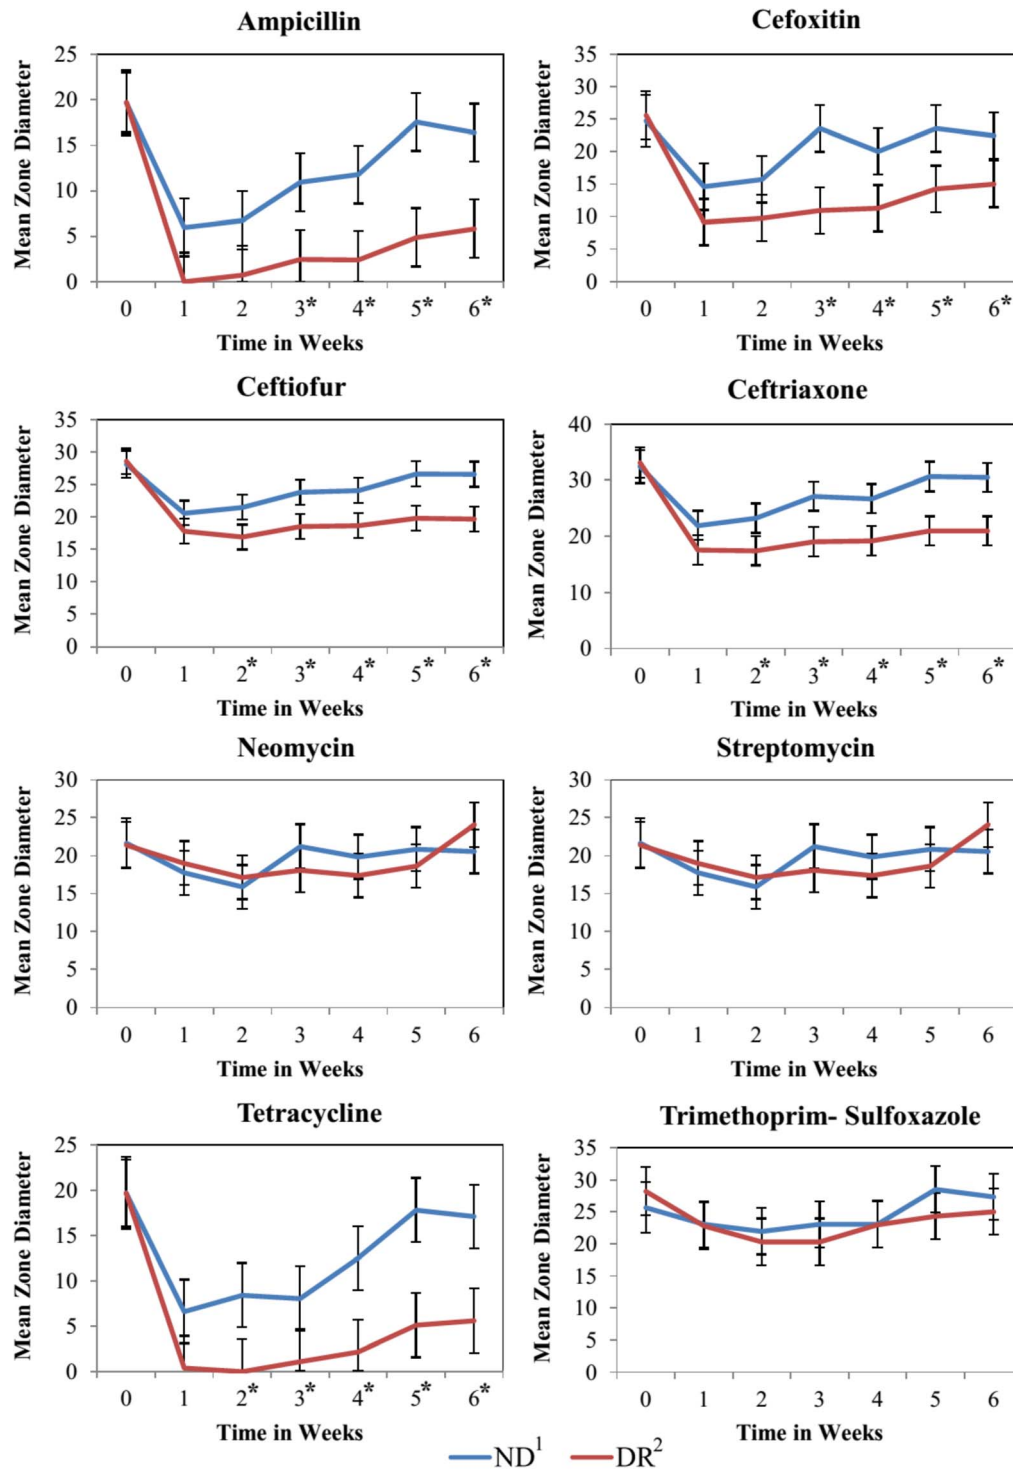 Ampicillin
Mean Zone Diameter
25
20
15
10
5
0
0 1 2 3* 4* 5* 6*
Time in Weeks
Cefoxitin
Mean Zone Diameter
35
30
25
20
15
10
5
0
0 1 2 3* 4* 5* 6*
Time in Weeks
Ceftiofur
Mean Zone Diameter
35
30
25
20
15
10
5
0
0 1 2* 3* 4* 5* 6*
Time in Weeks
Ceftriaxone
Mean Zone Diameter
40
30
20
10
0
0 1 2* 3* 4* 5* 6*
Time in Weeks
Neomycin
Mean Zone Diameter
30
25
20
15
10
5
0
0 1 2 3 4 5 6
Time in Weeks
Streptomycin
Mean Zone Diameter
30
25
20
15
10
5
0
0 1 2 3 4 5 6
Time in Weeks
Tetracycline
Mean Zone Diameter
25
20
15
10
5
0
0 1 2* 3* 4* 5* 6*
Time in Weeks
Trimethoprim- Sulfoxazole
Mean Zone Diameter
35
30
25
20
15
10
5
0
0 1 2 3 4 5 6
Time in Weeks
ND¹ DR²